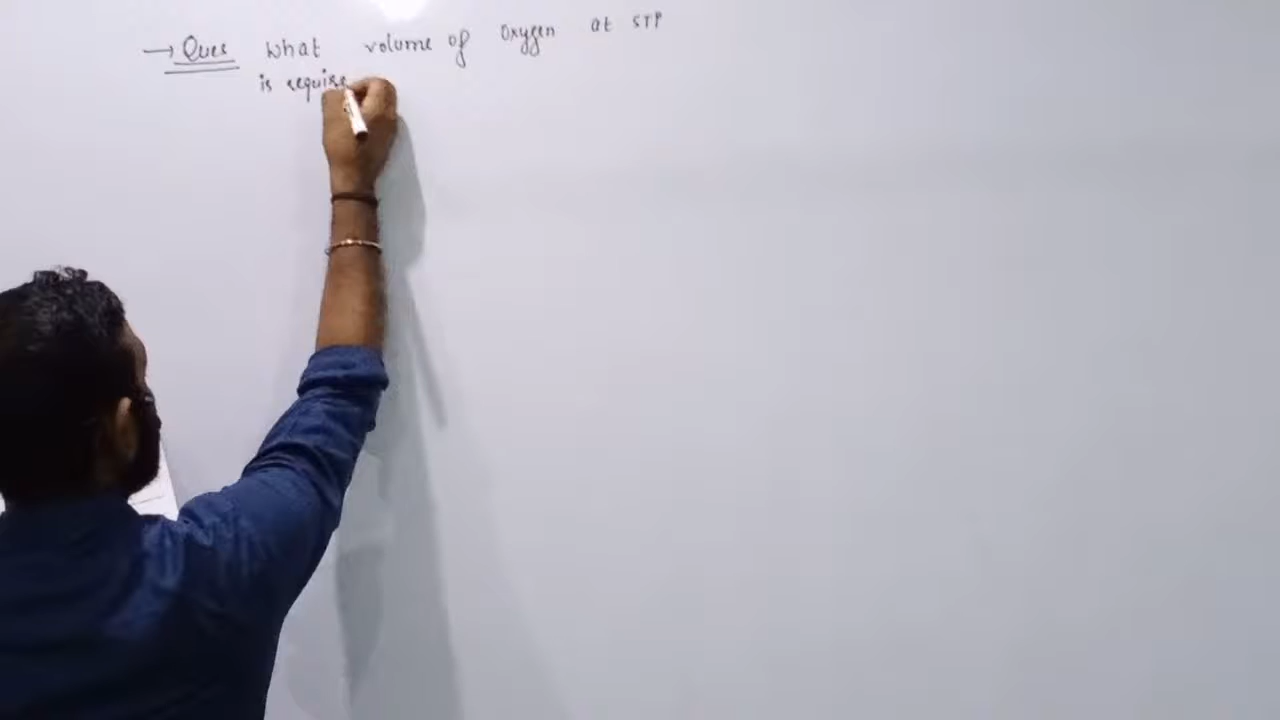 → Ques What volume of Oxygen at STP
is require